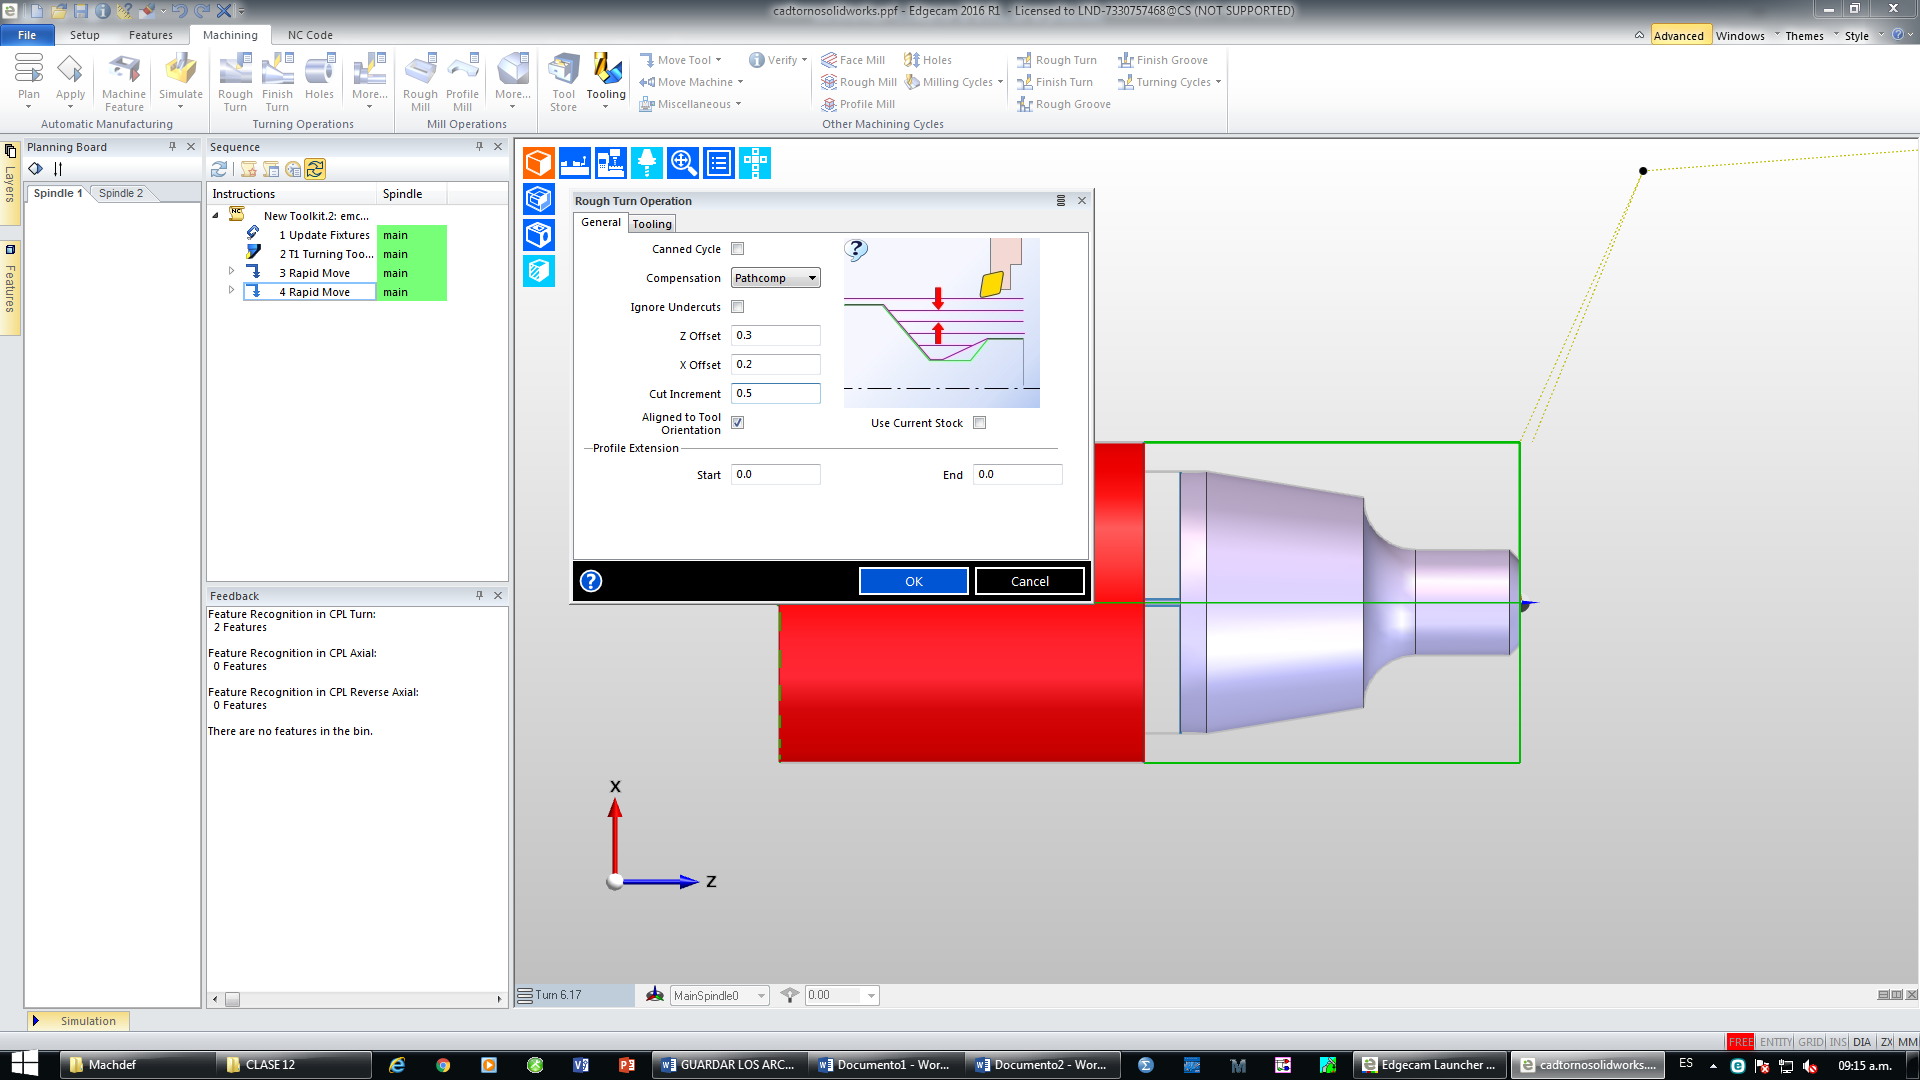 cadtornosolidworks.ppf - Edgecam 2016 R1 - Licensed to LND-7330757468@CS (NOT SUPPORTED)
File Setup Features Machining NC Code
Advanced Windows Themes Style
Plan Apply Machine Feature Simulate
Automatic Manufacturing
Rough Turn Finish Turn Holes More...
Turning Operations
Rough Mill Profile Mill More...
Mill Operations
Tool Store Tooling
Move Tool Verify
Move Machine
Miscellaneous
Face Mill Holes Rough Turn Finish Groove
Rough Mill Milling Cycles Finish Turn Turning Cycles
Profile Mill Rough Groove
Other Machining Cycles
Layers
Features
Planning Board
Spindle 1 Spindle 2
Sequence
Instructions Spindle
New Toolkit.2: emc...
1 Update Fixtures main
2 T1 Turning Too... main
3 Rapid Move main
4 Rapid Move main
Feedback
Feature Recognition in CPL Turn:
2 Features
Feature Recognition in CPL Axial:
0 Features
Feature Recognition in CPL Reverse Axial:
0 Features
There are no features in the bin.
Rough Turn Operation
General Tooling
Canned Cycle
Compensation Pathcomp
Ignore Undercuts
Z Offset 0.3
X Offset 0.2
Cut Increment 0.5
Aligned to Tool Orientation
Use Current Stock
Profile Extension
Start 0.0 End 0.0
OK Cancel
X
Z
Turn 6.17 MainSpindle0 0.00
Simulation
FREE ENTITY GRID INS DIA ZX MM
Machdef CLASE 12 GUARDAR LOS ARC... Documento1 - Wor... Documento2 - Wor... Edgecam Launcher ... cadtornosolidworks.... ES 09:15 a.m.